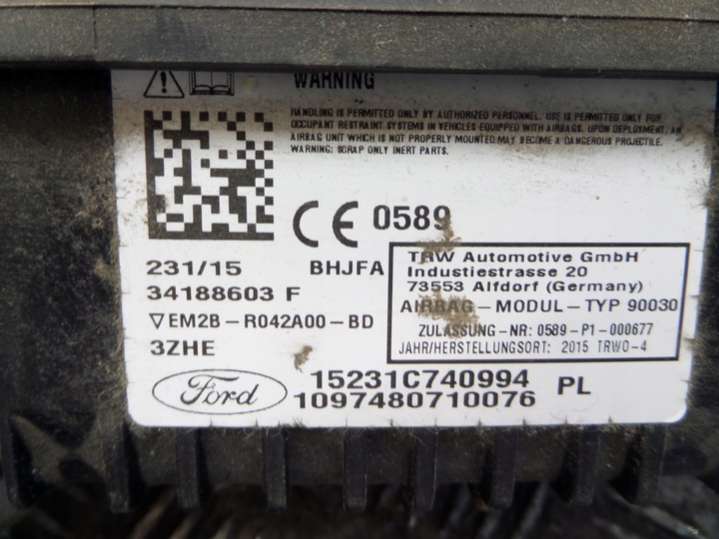 WARNING
HANDLING IS PERMITTED ONLY BY AUTHORIZED PERSONNEL. USE IS PERMITTED ONLY FOR
OCCUPANT RESTRAINT SYSTEMS IN VEHICLES EQUIPPED WITH AIRBAGS. UPON DEPLOYMENT, AN
AIRBAG UNIT WHICH IS NOT PROPERLY MOUNTED MAY BECOME A DANGEROUS PROJECTILE.
WARNING: SCRAP ONLY INERT PARTS.
CE 0589
231/15 BHJFA
34188603 F
▽EM2B-R042A00-BD
3ZHE
TRW Automotive GmbH
Industiestrasse 20
73553 Alfdorf (Germany)
AIRBAG-MODUL-TYP 90030
ZULASSUNG-NR: 0589-P1-000677
JAHR/HERSTELLUNGSORT: 2015 TRWO-4
Ford
15231C740994 PL
1097480710076